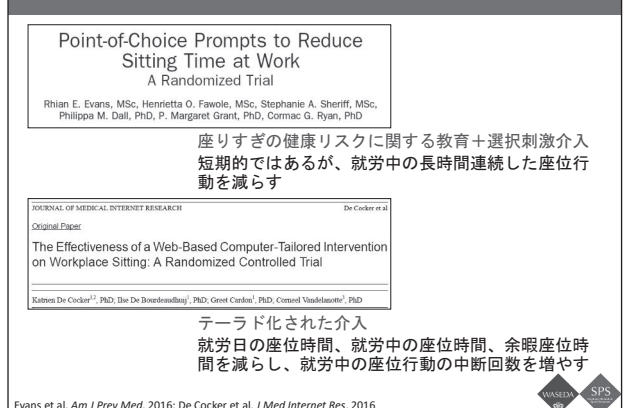 Point-of-Choice Prompts to Reduce
Sitting Time at Work
A Randomized Trial
Rhian E. Evans, MSc, Henrietta O. Fawole, MSc, Stephanie A. Sheriff, MSc,
Philippa M. Dall, PhD, P. Margaret Grant, PhD, Cormac G. Ryan, PhD
座りすぎの健康リスクに関する教育＋選択刺激介入
短期的ではあるが、就労中の長時間連続した座位行
動を減らす
JOURNAL OF MEDICAL INTERNET RESEARCH De Cocker et al
Original Paper
The Effectiveness of a Web-Based Computer-Tailored Intervention
on Workplace Sitting: A Randomized Controlled Trial
Katrien De Cocker1,2, PhD; Ilse De Bourdeaudhuij1, PhD; Greet Cardon1, PhD; Corneel Vandelanotte3, PhD
テーラド化された介入
就労日の座位時間、就労中の座位時間、余暇座位時
間を減らし、就労中の座位行動の中断回数を増やす
Evans et al. Am J Prev Med. 2016; De Cocker et al. J Med Internet Res. 2016
WASEDA
SPS